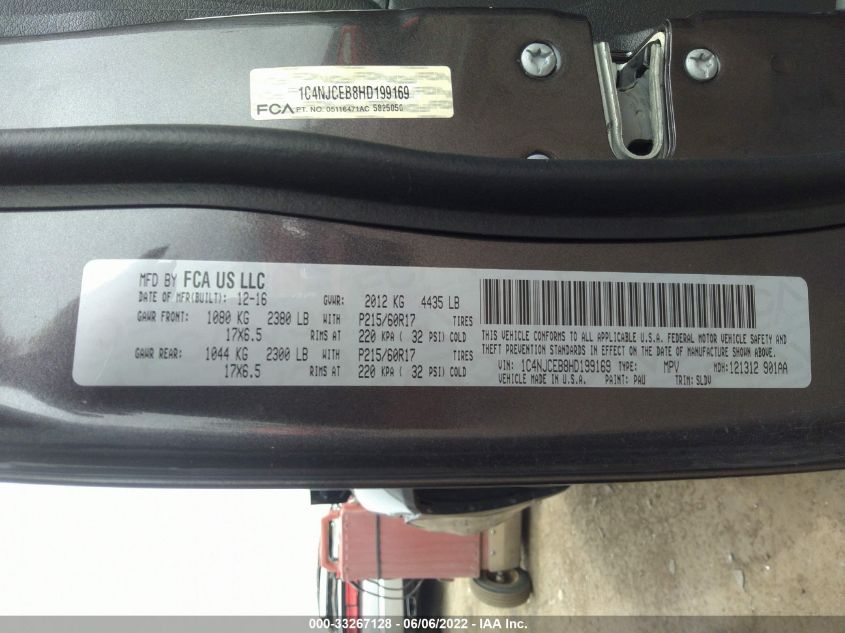 1C4NJCEB8HD199169
FCA PT. NO. 05116471AC 5825050
MFD BY FCA US LLC
DATE OF MFR(BUILT): 12-16 GVWR: 2012 KG 4435 LB
GAWR FRONT: 1080 KG 2380 LB WITH P215/60R17 TIRES
17X6.5 RIMS AT 220 KPA ( 32 PSI) COLD
GAWR REAR: 1044 KG 2300 LB WITH P215/60R17 TIRES
17X6.5 RIMS AT 220 KPA ( 32 PSI) COLD
THIS VEHICLE CONFORMS TO ALL APPLICABLE U.S.A. FEDERAL MOTOR VEHICLE SAFETY AND
THEFT PREVENTION STANDARDS IN EFFECT ON THE DATE OF MANUFACTURE SHOWN ABOVE.
VIN: 1C4NJCEB8HD199169 TYPE: MPV MDH:121312 901AA
VEHICLE MADE IN U.S.A. PAINT: PAU TRIM: SLDV
000-33267128 - 06/06/2022 - IAA.